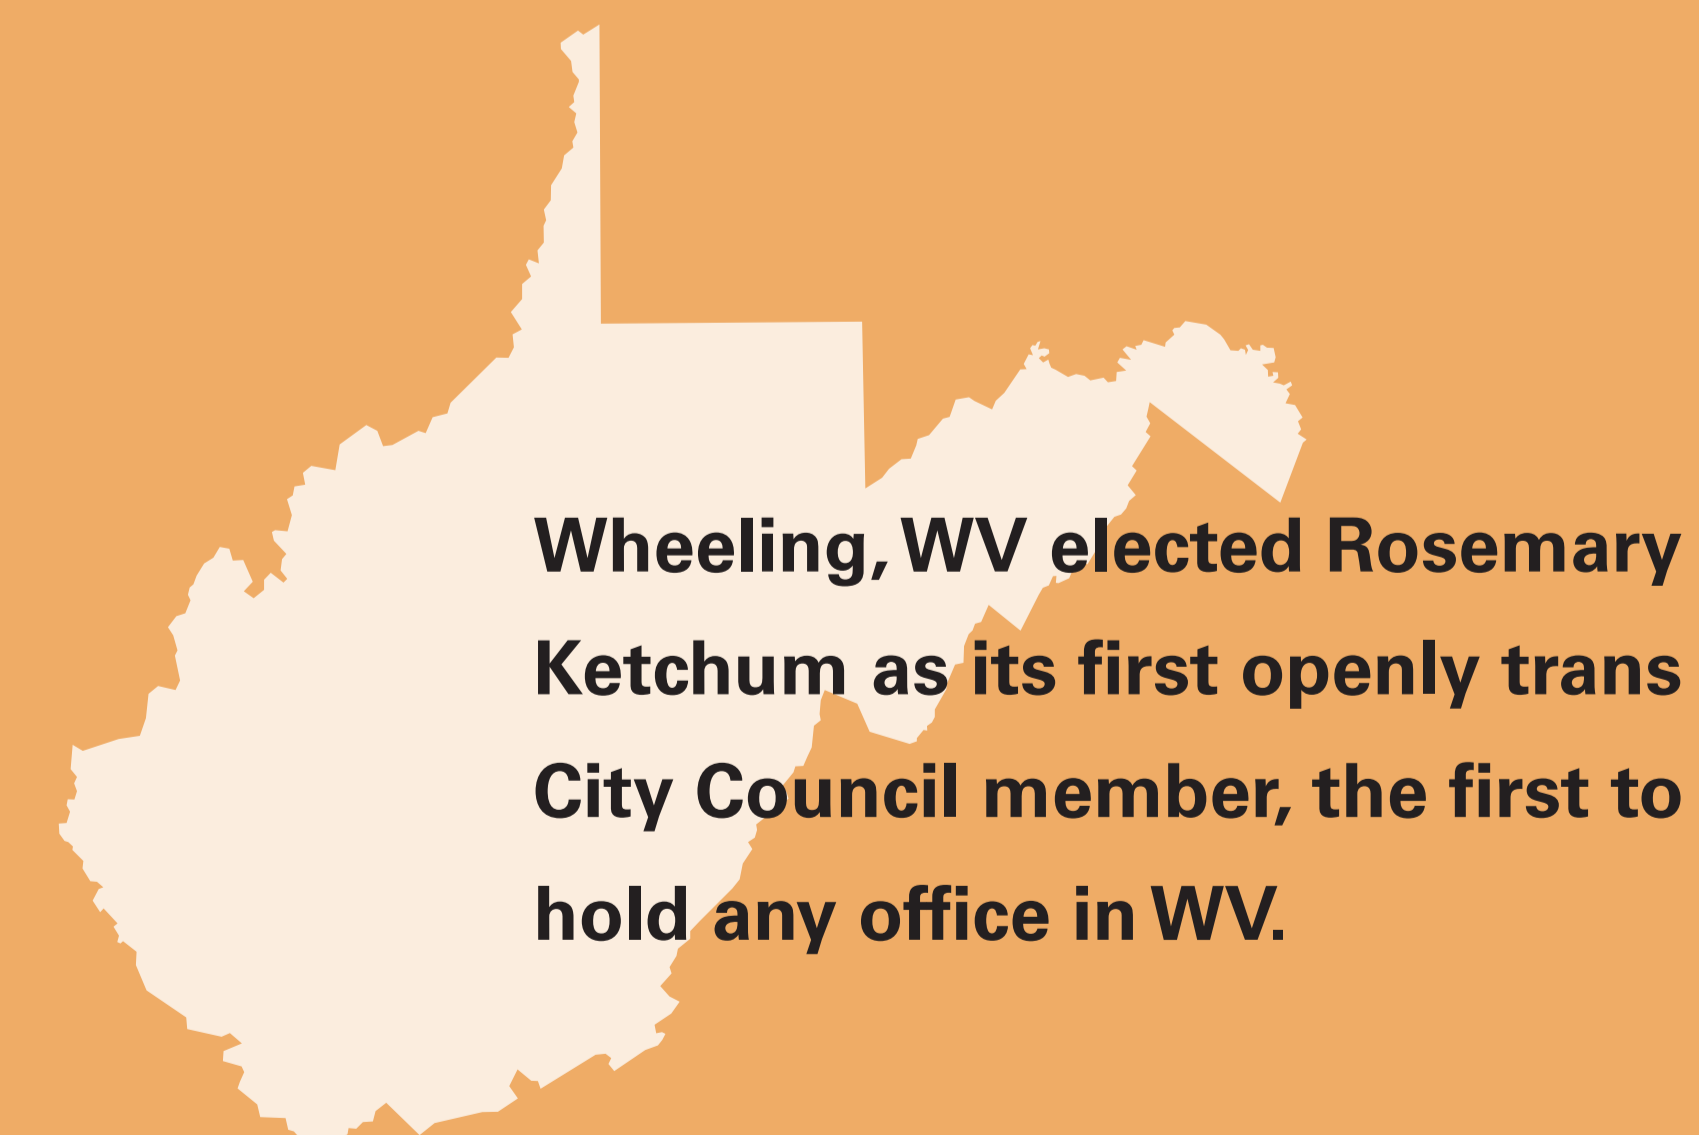 Wheeling, WV elected Rosemary
Ketchum as its first openly trans
City Council member, the first to
hold any office in WV.